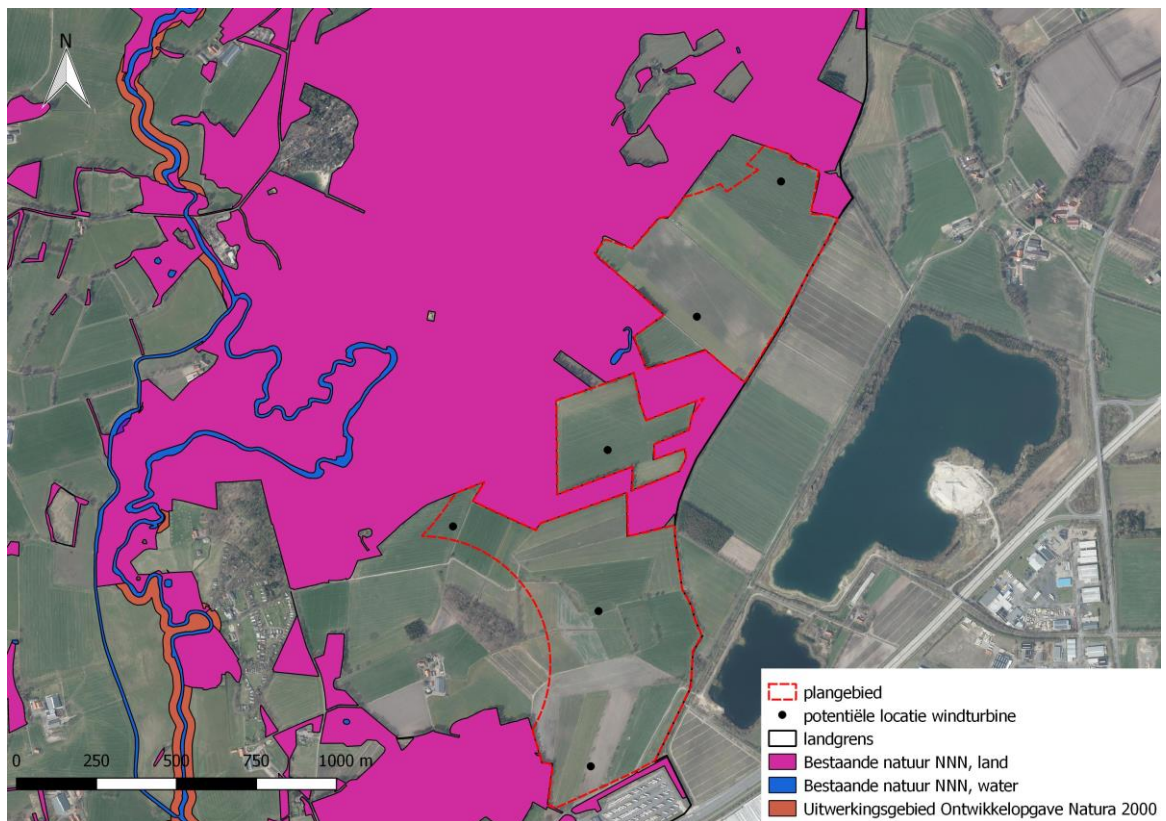 N
0 250 500 750 1000 m
plangebied
potentiële locatie windturbine
landgrens
Bestaande natuur NNN, land
Bestaande natuur NNN, water
Uitwerkingsgebied Ontwikkelopgave Natura 2000